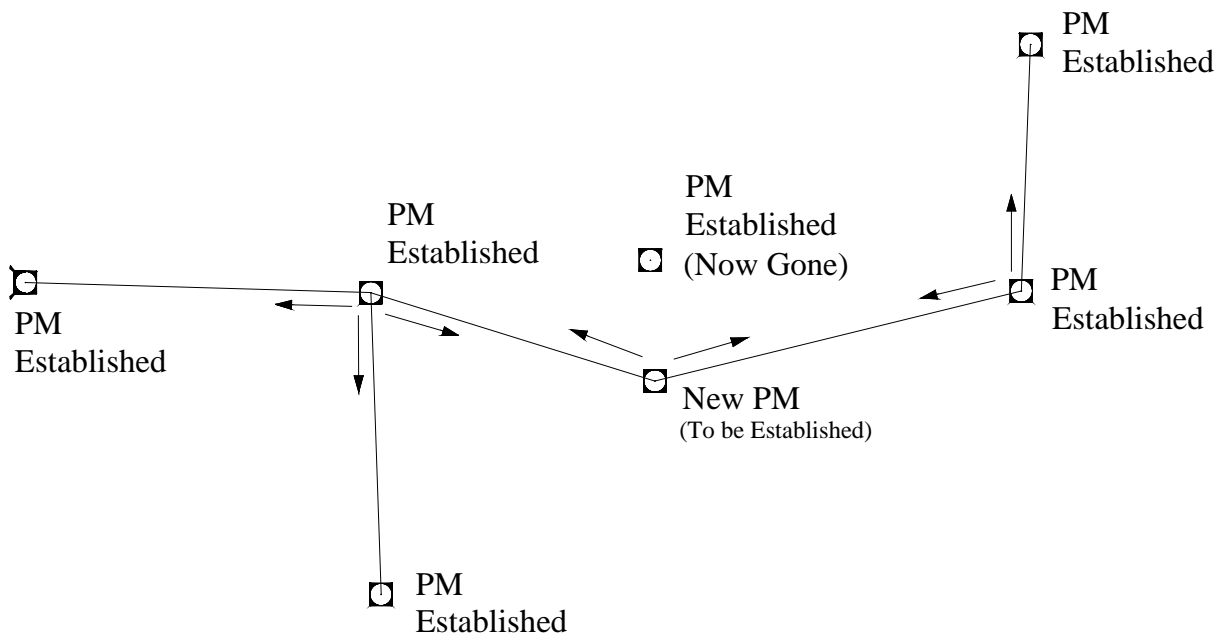 PM
Established
PM
Established
(Now Gone)
PM
Established
PM
Established
PM
Established
New PM
(To be Established)
PM
Established